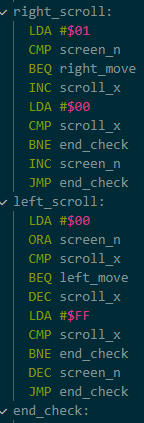 right_scroll:
LDA #$01
CMP screen_n
BEQ right_move
INC scroll_x
LDA #$00
CMP scroll_x
BNE end_check
INC screen_n
JMP end_check
left_scroll:
LDA #$00
ORA screen_n
CMP scroll_x
BEQ left_move
DEC scroll_x
LDA #$FF
CMP scroll_x
BNE end_check
DEC screen_n
JMP end_check
end_check: